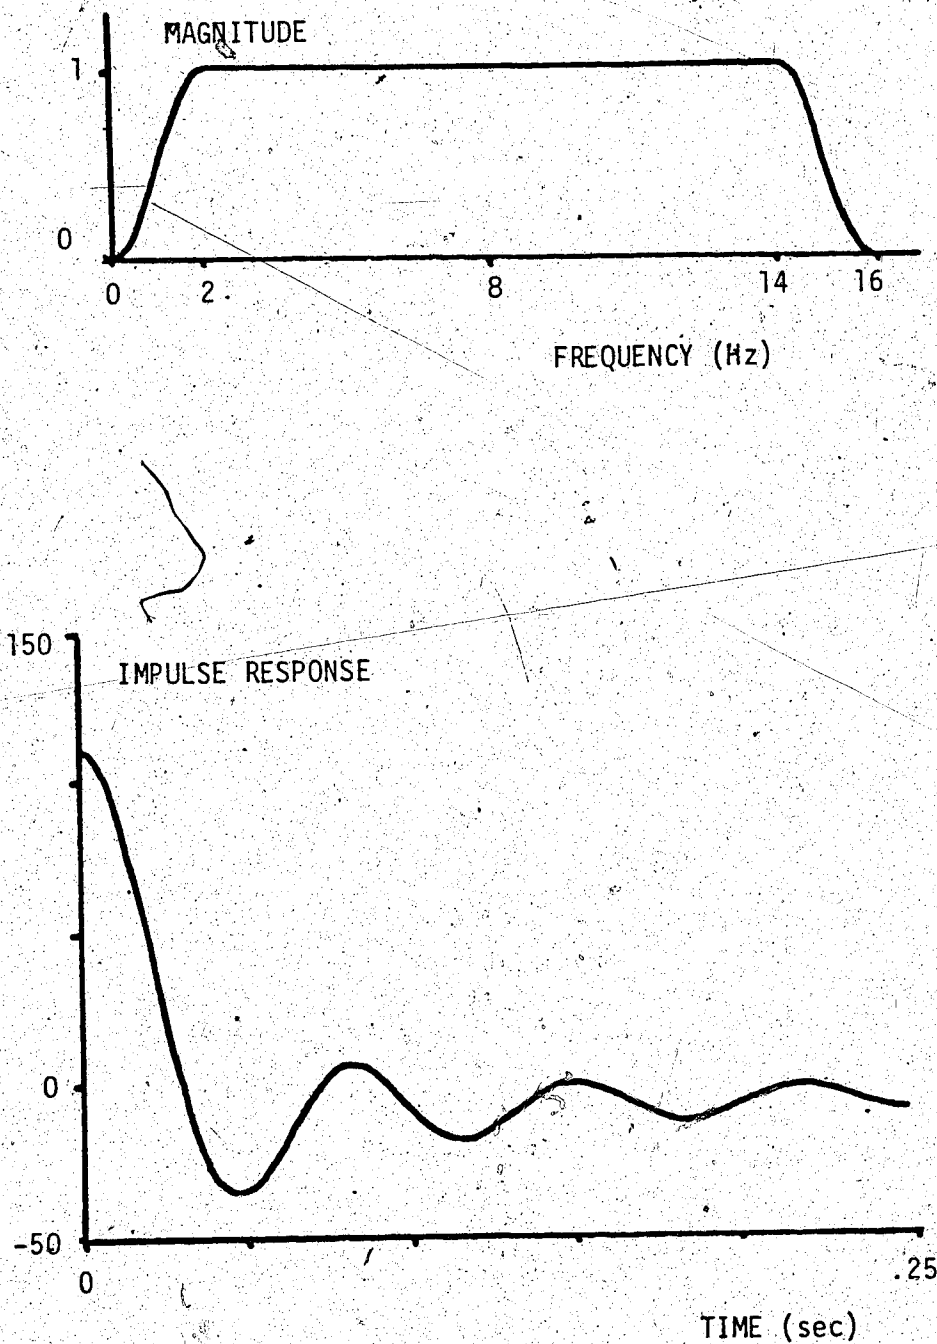 MAGNITUDE
1
0
0 2 8 14 16
FREQUENCY (Hz)
150
IMPULSE RESPONSE
0
-50
0 .25
TIME (sec)